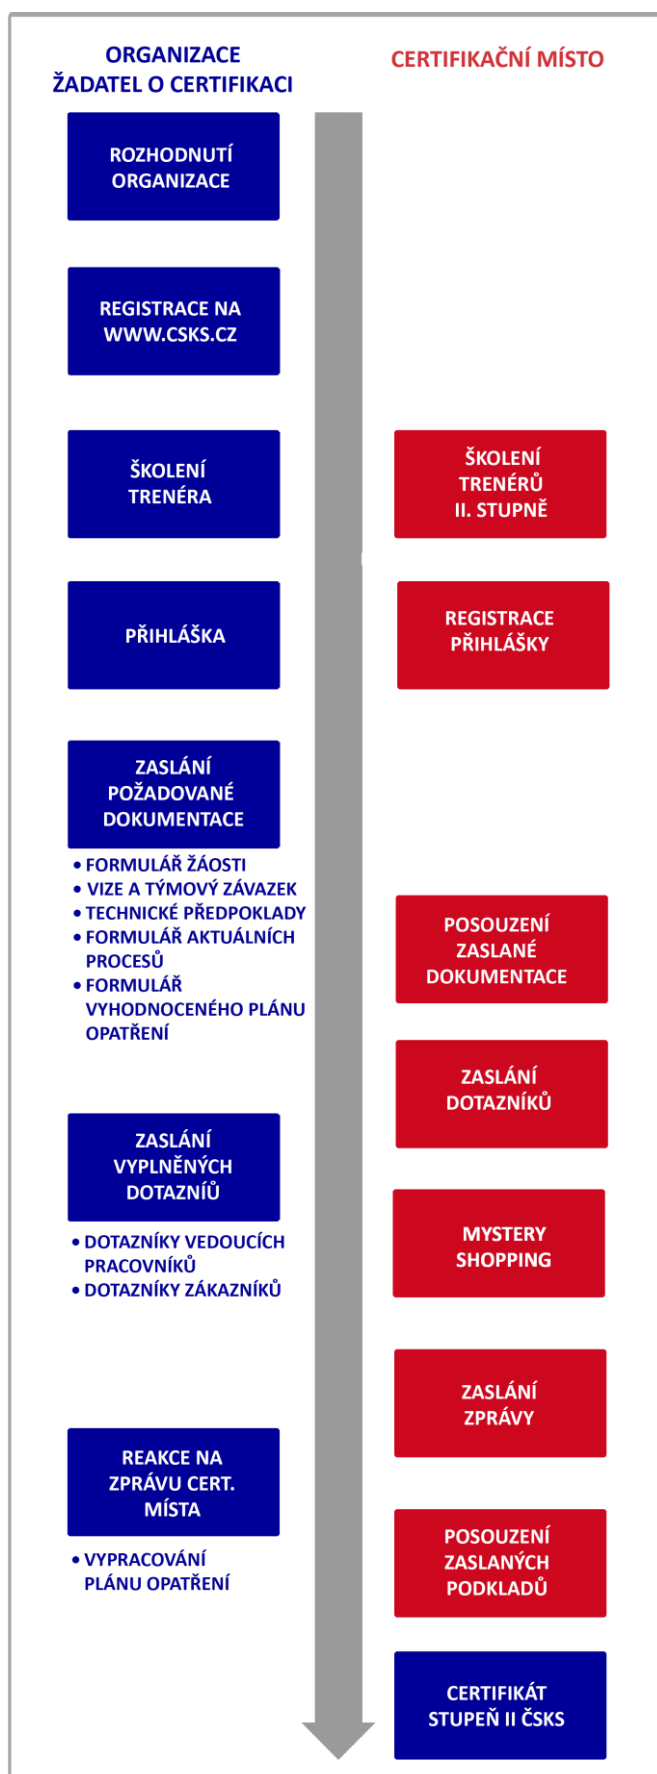 ORGANIZACE
ŽADATEL O CERTIFIKACI
CERTIFIKAČNÍ MÍSTO
ROZHODNUTÍ
ORGANIZACE
REGISTRACE NA
WWW.CSKS.CZ
ŠKOLENÍ
TRENÉRA
ŠKOLENÍ
TRENÉRŮ
II. STUPNĚ
PŘIHLÁŠKA
REGISTRACE
PŘIHLÁŠKY
ZASLÁNÍ
POŽADOVANÉ
DOKUMENTACE
• FORMULÁŘ ŽÁOSTI
• VIZE A TÝMOVÝ ZÁVAZEK
• TECHNICKÉ PŘEDPOKLADY
• FORMULÁŘ AKTUÁLNÍCH
PROCESŮ
• FORMULÁŘ
VYHODNOCENÉHO PLÁNU
OPATŘENÍ
POSOUZENÍ
ZASLANÉ
DOKUMENTACE
ZASLÁNÍ
DOTAZNÍKŮ
ZASLÁNÍ
VYPLNĚNÝCH
DOTAZNÍŮ
• DOTAZNÍKY VEDOUCÍCH
PRACOVNÍKŮ
• DOTAZNÍKY ZÁKAZNÍKŮ
MYSTERY
SHOPPING
ZASLÁNÍ
ZPRÁVY
REAKCE NA
ZPRÁVU CERT.
MÍSTA
• VYPRACOVÁNÍ
PLÁNU OPATŘENÍ
POSOUZENÍ
ZASLANÝCH
PODKLADŮ
CERTIFIKÁT
STUPEŇ II ČSKS